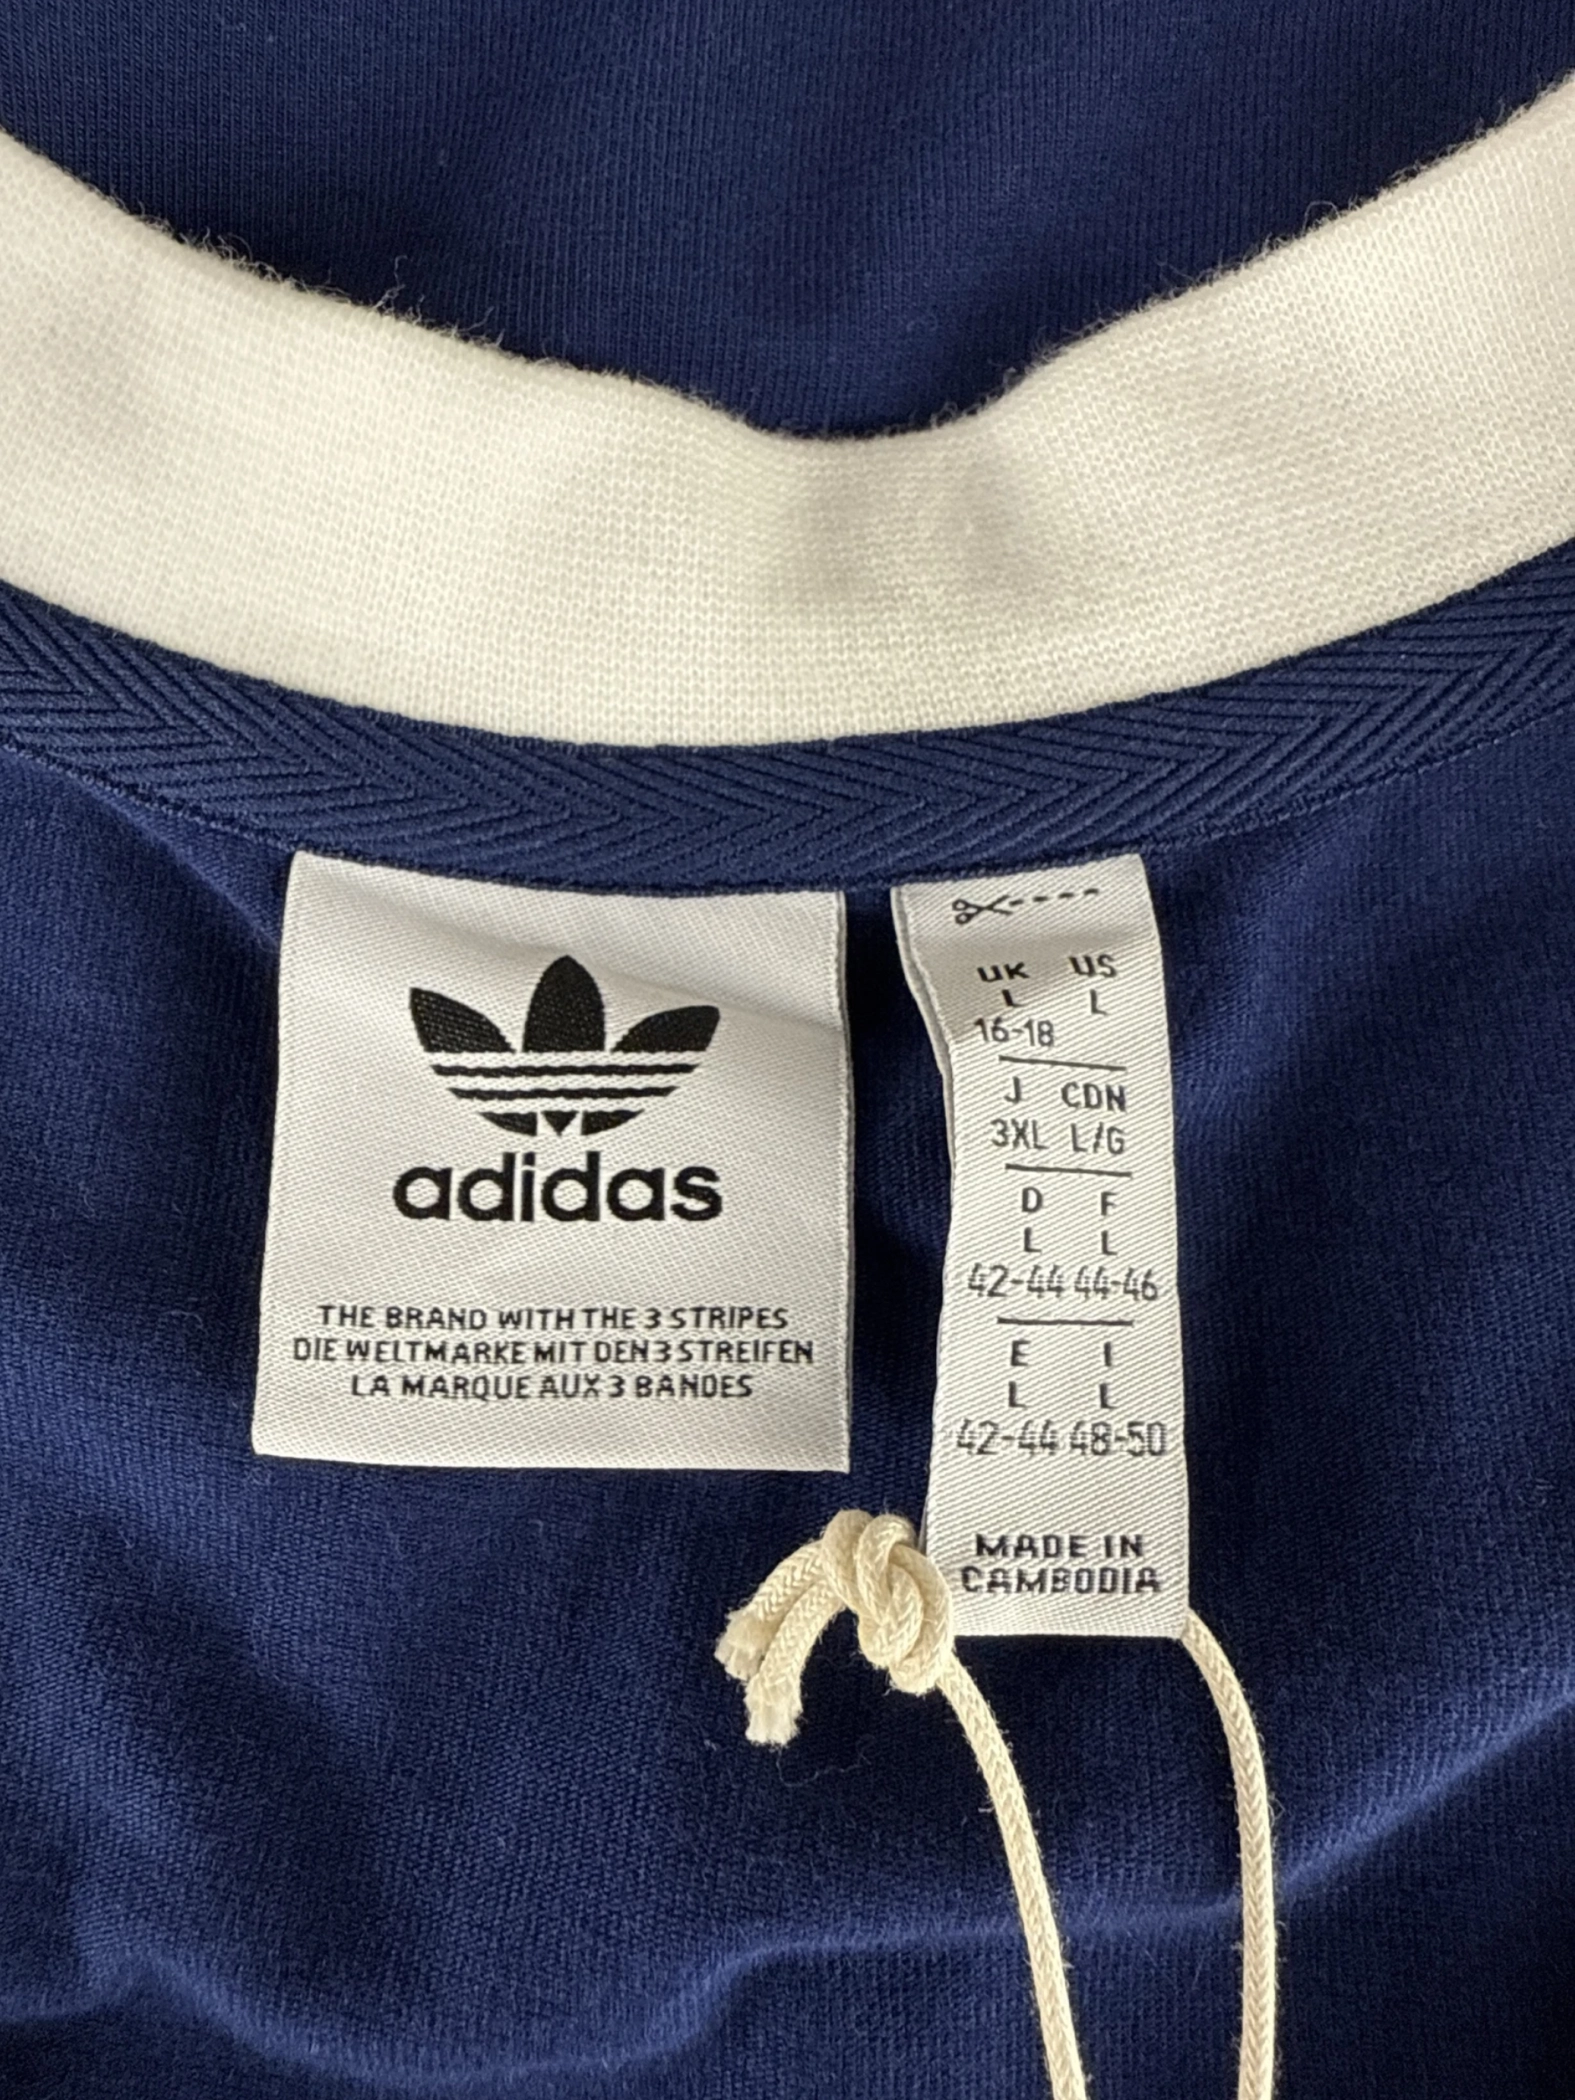 adidas
THE BRAND WITH THE 3 STRIPES
DIE WELTMARKE MIT DEN 3 STREIFEN
LA MARQUE AUX 3 BANDES
UK US
L L
16-18
J CDN
3XL L/G
D F
L L
42-44 44-46
E I
L L
42-44 48-50
MADE IN
CAMBODIA